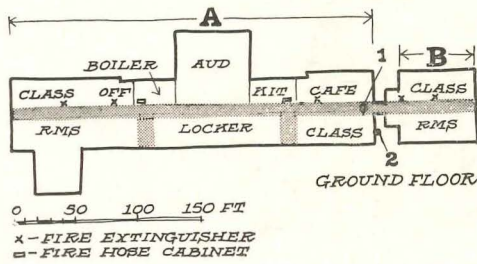 A
BOILER
AUD
1
B
CLASS
OFF
KIT
CAFE
CLASS
RMS
LOCKER
CLASS
RMS
2
GROUND FLOOR
0 50 100 150 FT
x - FIRE EXTINGUISHER
▭ - FIRE HOSE CABINET